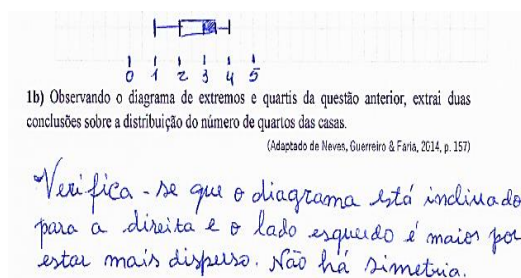 0 1 2 3 4 5
1b) Observando o diagrama de extremos e quartis da questão anterior, extrai duas
conclusões sobre a distribuição do número de quartos das casas.
(Adaptado de Neves, Guerreiro & Faria, 2014, p. 157)
Verifica-se que o diagrama está inclinado
para a direita e o lado esquerdo é maior por
estar mais disperso. Não há simetria.